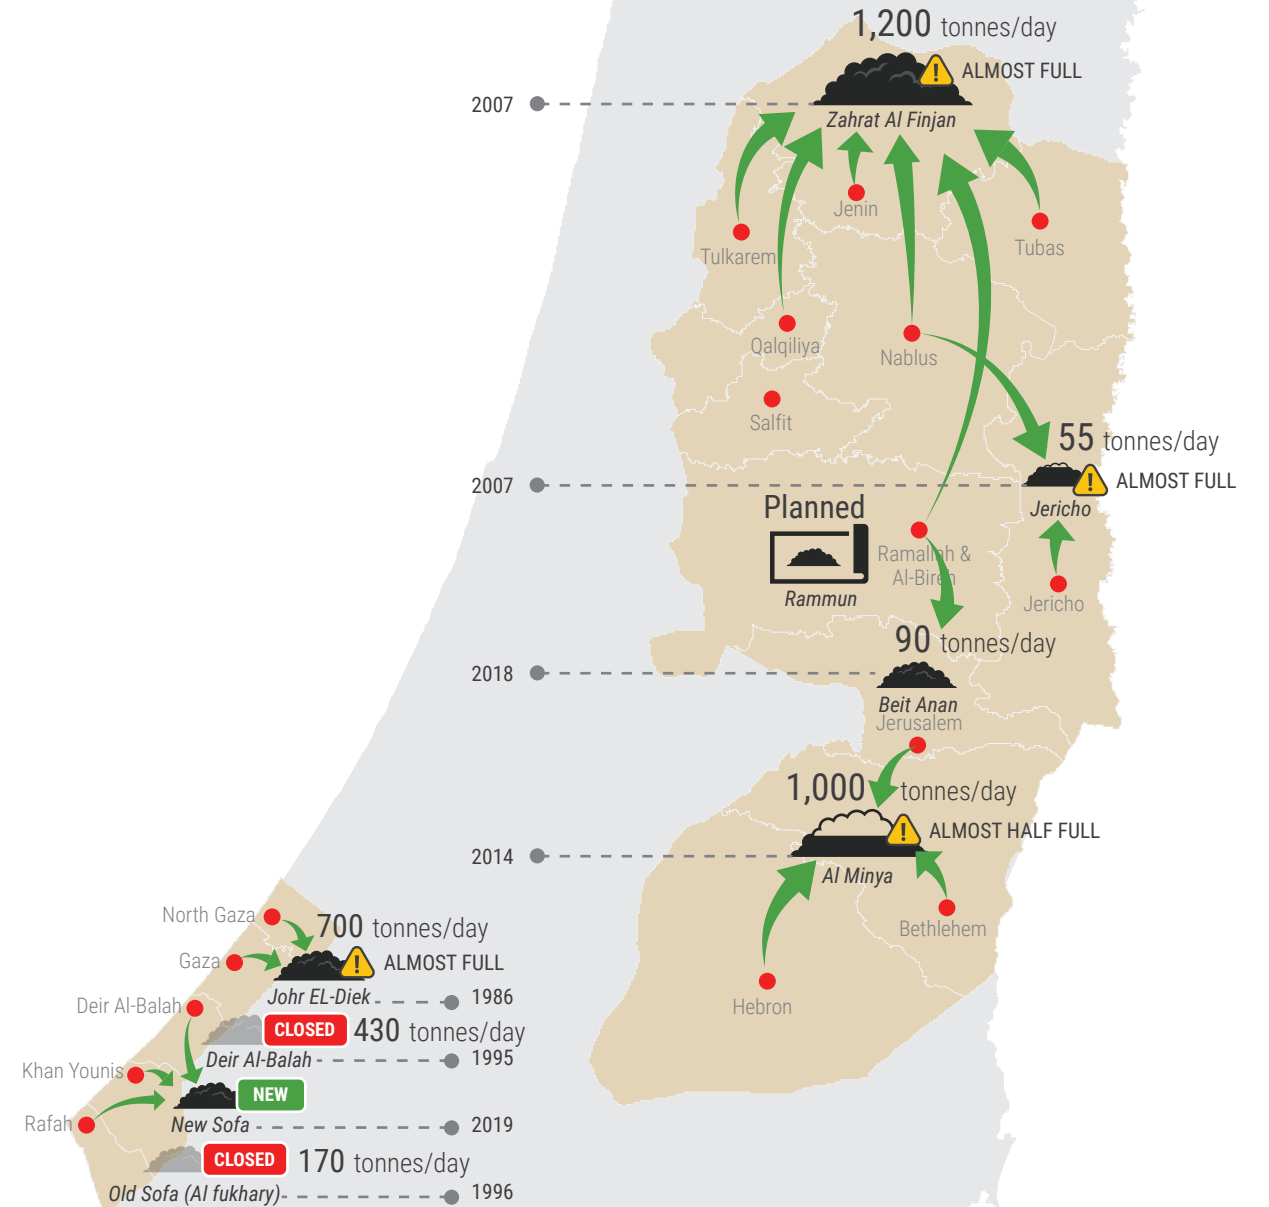 1,200 tonnes/day
ALMOST FULL
2007
Zahrat Al Finjan
Jenin
Tulkarem
Tubas
Qalqiliya
Nablus
Salfit
55 tonnes/day
2007
ALMOST FULL
Jericho
Planned
Rammun
Ramallah &
Al-Bireh
Jericho
90 tonnes/day
2018
Beit Anan
Jerusalem
1,000 tonnes/day
ALMOST HALF FULL
2014
Al Minya
Bethlehem
Hebron
North Gaza
700 tonnes/day
Gaza
ALMOST FULL
Johr EL-Diek
1986
Deir Al-Balah
CLOSED
430 tonnes/day
Deir Al-Balah
1995
Khan Younis
NEW
Rafah
New Sofa
2019
CLOSED
170 tonnes/day
Old Sofa (Al fukhary)
1996